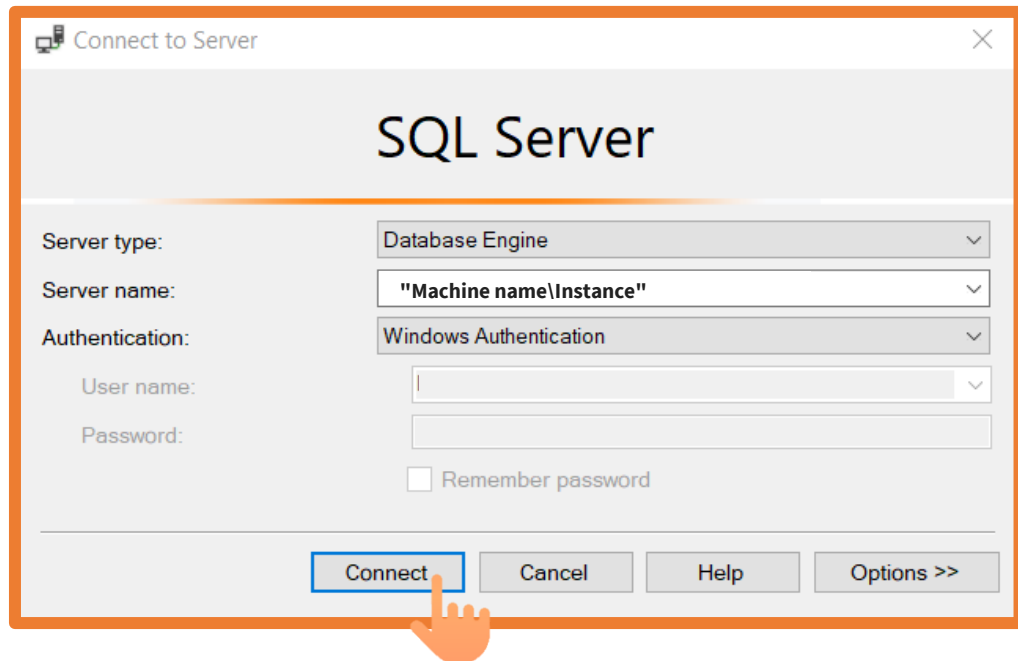 Connect to Server
SQL Server
Server type: Database Engine
Server name: "Machine name\Instance"
Authentication: Windows Authentication
User name:
Password:
Remember password
Connect Cancel Help Options >>